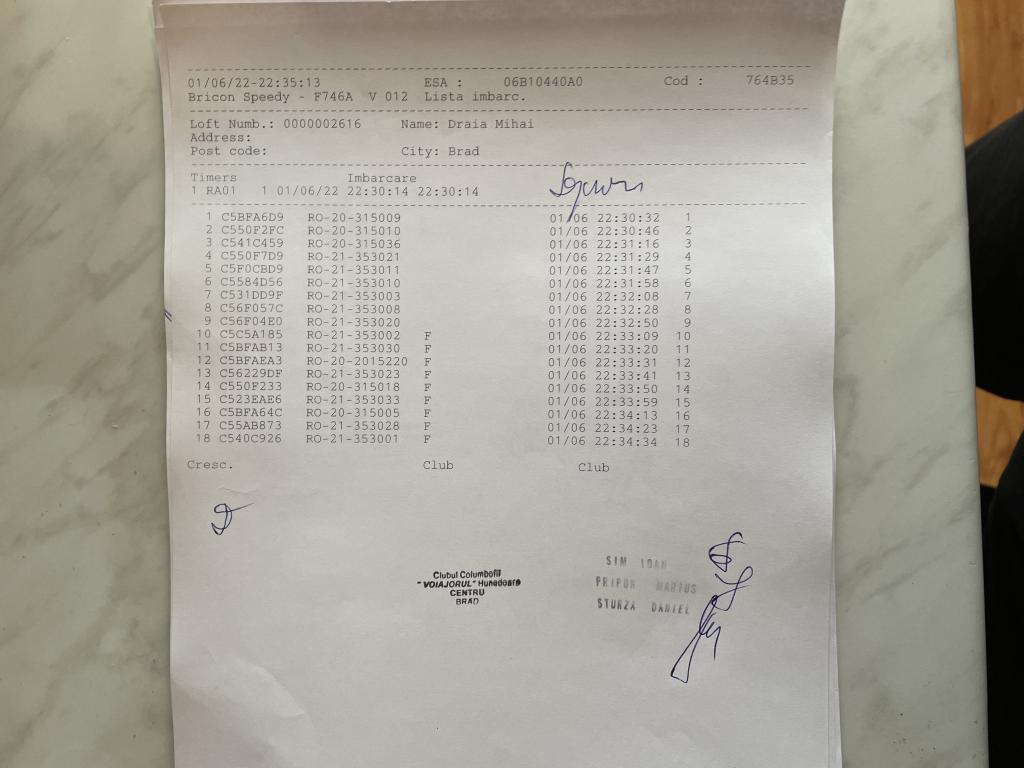 01/06/22-22:35:13 ESA : 06B10440A0 Cod : 764B35
Bricon Speedy - F746A V 012 Lista imbarc.
Loft Numb.: 0000002616 Name: Draia Mihai
Address:
Post code: City: Brad
Timers Imbarcare
1 RA01 1 01/06/22 22:30:14 22:30:14
1 C5BFA6D9 RO-20-315009 01/06 22:30:32 1
2 C550F2FC RO-20-315010 01/06 22:30:46 2
3 C541C459 RO-20-315036 01/06 22:31:16 3
4 C550F7D9 RO-21-353021 01/06 22:31:29 4
5 C5F0CBD9 RO-21-353011 01/06 22:31:47 5
6 C5584D56 RO-21-353010 01/06 22:31:58 6
7 C531DD9F RO-21-353003 01/06 22:32:08 7
8 C56F057C RO-21-353008 01/06 22:32:28 8
9 C56F04E0 RO-21-353020 01/06 22:32:50 9
10 C5C5A185 RO-21-353002 F 01/06 22:33:09 10
11 C5BFAB13 RO-21-353030 F 01/06 22:33:20 11
12 C5BFAEA3 RO-20-2015220 F 01/06 22:33:31 12
13 C56229DF RO-21-353023 F 01/06 22:33:41 13
14 C550F233 RO-20-315018 F 01/06 22:33:50 14
15 C523EAE6 RO-21-353033 F 01/06 22:33:59 15
16 C5BFA64C RO-20-315005 F 01/06 22:34:13 16
17 C55AB873 RO-21-353028 F 01/06 22:34:23 17
18 C540C926 RO-21-353001 F 01/06 22:34:34 18
Cresc. Club Club
Clubul Columbofil
"VOIAJORUL" Hunedoara
CENTRU
BRAD
SIM IOAN
PRIPON MARIUS
STURZA DANIEL